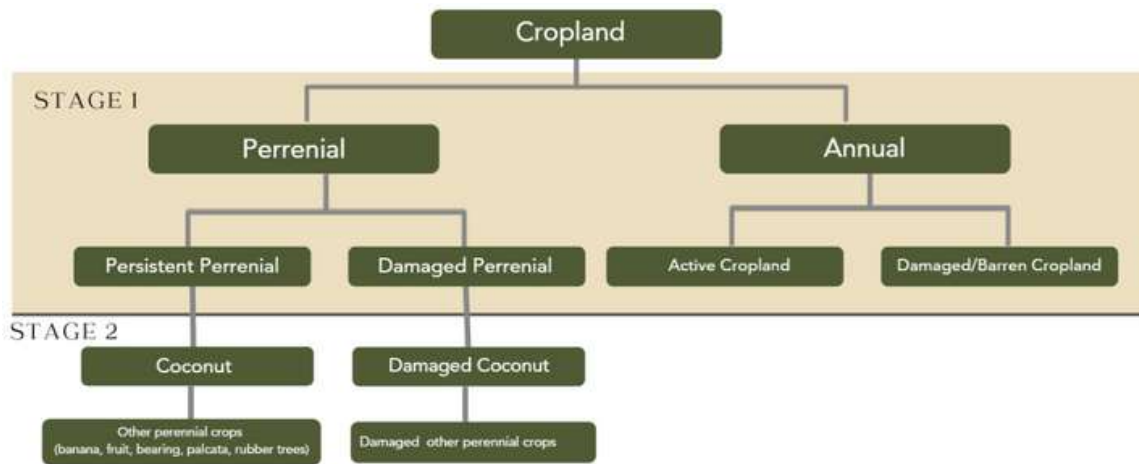 Cropland
STAGE 1
Perrenial
Annual
Persistent Perrenial
Damaged Perrenial
Active Cropland
Damaged/Barren Cropland
STAGE 2
Coconut
Damaged Coconut
Other perennial crops
(banana, fruit, bearing, palcata, rubber trees)
Damaged other perennial crops